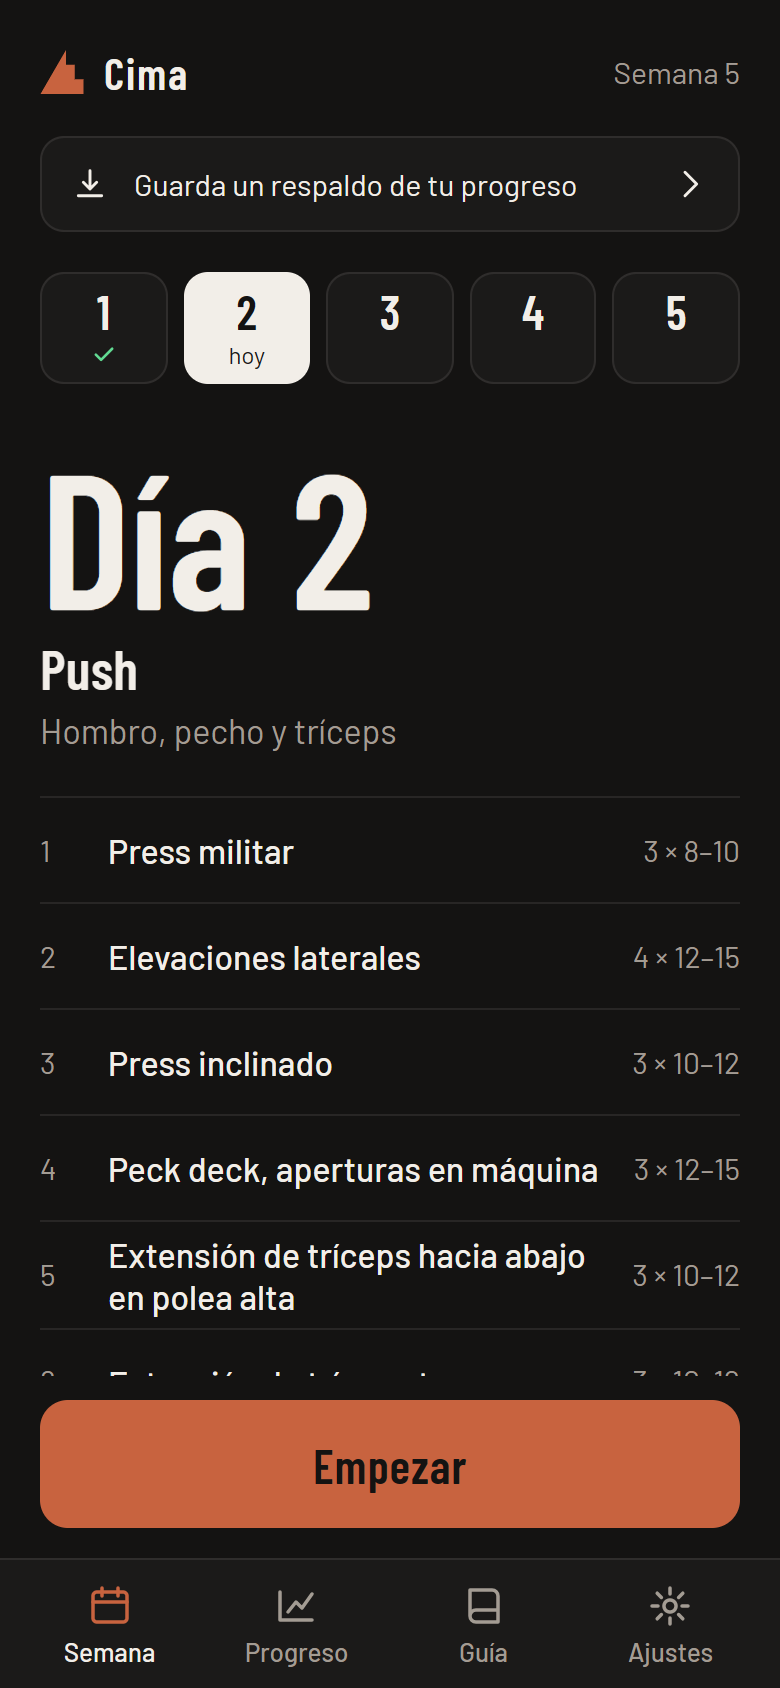 Cima
Semana 5
Guarda un respaldo de tu progreso
1
2
hoy
3
4
5
Día 2
Push
Hombro, pecho y tríceps
1 Press militar 3 × 8–10
2 Elevaciones laterales 4 × 12–15
3 Press inclinado 3 × 10–12
4 Peck deck, aperturas en máquina 3 × 12–15
5 Extensión de tríceps hacia abajo
en polea alta 3 × 10–12
Empezar
Semana
Progreso
Guía
Ajustes